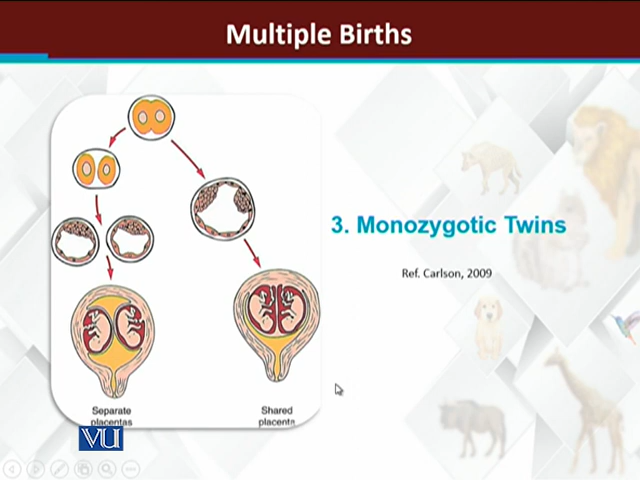 Multiple Births
3. Monozygotic Twins
Ref. Carlson, 2009
Separate
placentas
Shared
placenta
VU